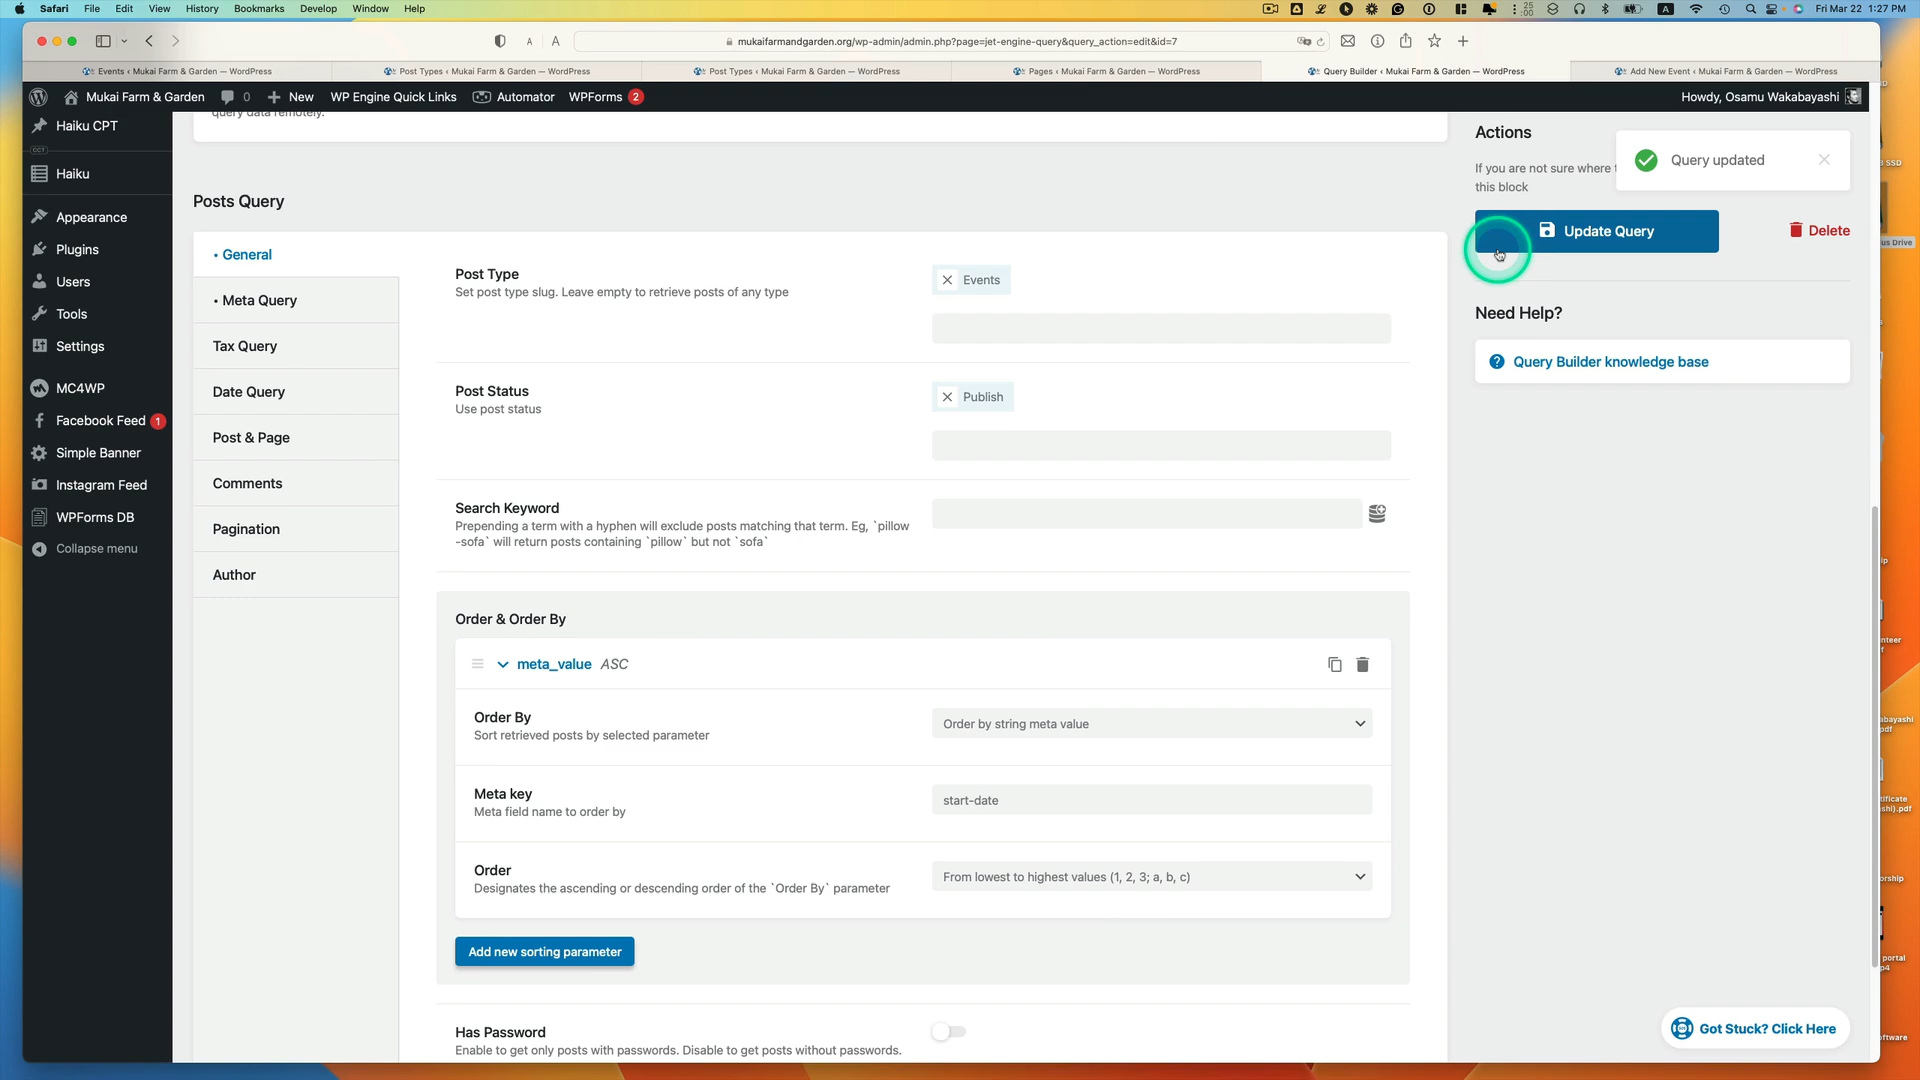 Safari File Edit View History Bookmarks Develop Window Help
25
:00
A
Fri Mar 22 1:27 PM
A A
mukaifarmandgarden.org/wp-admin/admin.php?page=jet-engine-query&query_action=edit&id=7
Events ‹ Mukai Farm & Garden — WordPress
Post Types ‹ Mukai Farm & Garden — WordPress
Post Types ‹ Mukai Farm & Garden — WordPress
Pages ‹ Mukai Farm & Garden — WordPress
Query Builder ‹ Mukai Farm & Garden — WordPress
Add New Event ‹ Mukai Farm & Garden — WordPress
Mukai Farm & Garden 0 New WP Engine Quick Links Automator WPForms 2
Howdy, Osamu Wakabayashi
Haiku CPT
CCT
Haiku
Appearance
Plugins
Users
Tools
Settings
MC4WP
Facebook Feed 1
Simple Banner
Instagram Feed
WPForms DB
Collapse menu
query data remotely.
Posts Query
• General
• Meta Query
Tax Query
Date Query
Post & Page
Comments
Pagination
Author
Post Type
Set post type slug. Leave empty to retrieve posts of any type
Events
Post Status
Use post status
Publish
Search Keyword
Prepending a term with a hyphen will exclude posts matching that term. Eg, `pillow
-sofa` will return posts containing `pillow` but not `sofa`
Order & Order By
meta_value ASC
Order By
Sort retrieved posts by selected parameter
Order by string meta value
Meta key
Meta field name to order by
start-date
Order
Designates the ascending or descending order of the `Order By` parameter
From lowest to highest values (1, 2, 3; a, b, c)
Add new sorting parameter
Has Password
Enable to get only posts with passwords. Disable to get posts without passwords.
Actions
If you are not sure where
this block
Query updated
Update Query
Delete
Need Help?
Query Builder knowledge base
Got Stuck? Click Here
SSD
us Drive